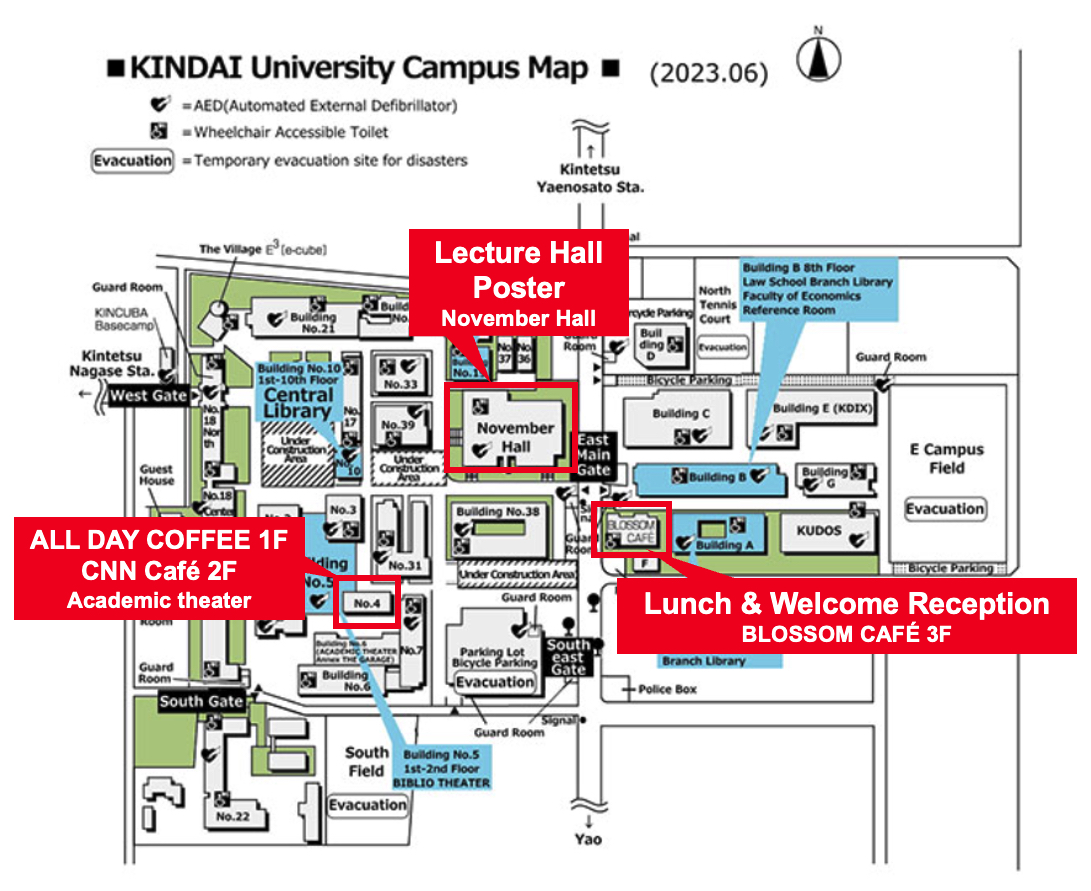 ■ KINDAI University Campus Map ■ (2023.06)
N
=AED(Automated External Defibrillator)
=Wheelchair Accessible Toilet
Evacuation =Temporary evacuation site for disasters
↑
Kintetsu
Yaenosato Sta.
The Village E³ [e-cube]
Guard Room
KINCUBA
Basecamp
Kintetsu
Nagase Sta.
← West Gate
Building
No.21
Lecture Hall
Poster
November Hall
Building B 8th Floor
Law School Branch Library
Faculty of Economics
Reference Room
North
Tennis
Court
Evacuation
Buil
ding
D
Guard Room
Bicycle Parking
Building No.10
1st-10th Floor
Central
Library
No.33
No.
37
No.
36
No.
17
No.39
No.
18
North
Under
Construction
Area
No.
10
Under
Construction
Area
November
Hall
East
Main
Gate
Building C
Building E (KDIX)
Building B
Building
G
E Campus
Field
Evacuation
Guest
House
No.18
Center
No.3
Building No.38
BLOSSOM
CAFÉ
F
Building A
KUDOS
Bicycle Parking
ALL DAY COFFEE 1F
CNN Café 2F
Academic theater
No.5
No.31
No.4
Under Construction Area
Guard Room
Lunch & Welcome Reception
BLOSSOM CAFÉ 3F
Branch Library
Room
Building No.6
(ACADEMIC THEATER
Annex THE GARAGE)
No.7
Building
No.6
Parking Lot
Bicycle Parking
Evacuation
South
east
Gate
Guard
Room
South Gate
Police Box
Signal
Guard Room
Building No.5
1st-2nd Floor
BIBLIO THEATER
South
Field
Evacuation
No.22
↓
Yao